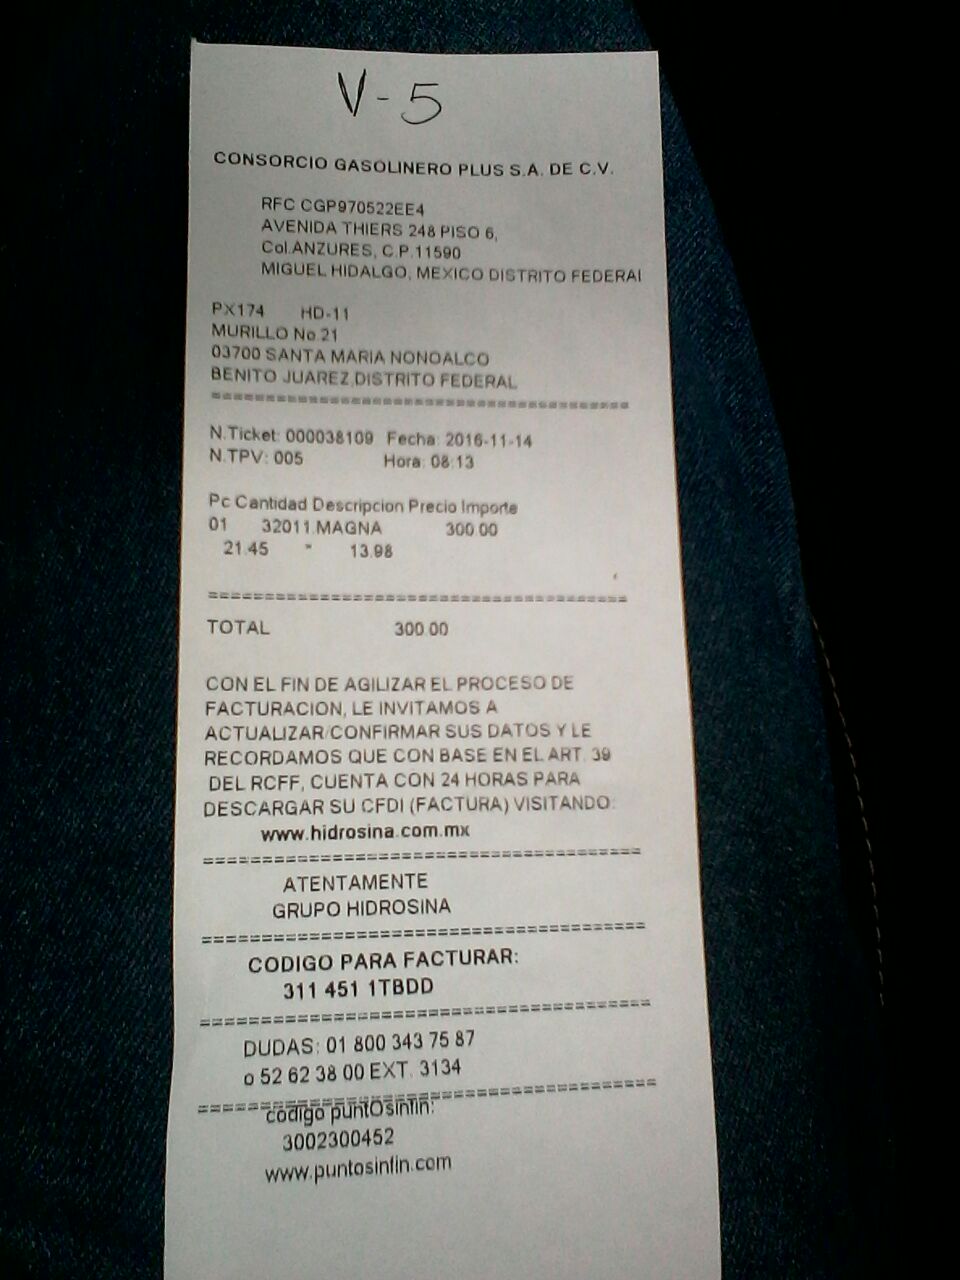 V-5
CONSORCIO GASOLINERO PLUS S.A. DE C.V.
RFC CGP970522EE4
AVENIDA THIERS 248 PISO 6,
Col.ANZURES, C.P.11590
MIGUEL HIDALGO, MEXICO DISTRITO FEDERAl
PX174 HD-11
MURILLO No.21
03700 SANTA MARIA NONOALCO
BENITO JUAREZ,DISTRITO FEDERAL
========================================
N.Ticket: 000038109 Fecha: 2016-11-14
N.TPV: 005 Hora: 08:13
Pc Cantidad Descripcion Precio Importe
01 32011.MAGNA 300.00
21.45 * 13.98
========================================
TOTAL 300.00
CON EL FIN DE AGILIZAR EL PROCESO DE
FACTURACION, LE INVITAMOS A
ACTUALIZAR/CONFIRMAR SUS DATOS Y LE
RECORDAMOS QUE CON BASE EN EL ART. 39
DEL RCFF, CUENTA CON 24 HORAS PARA
DESCARGAR SU CFDI (FACTURA) VISITANDO:
www.hidrosina.com.mx
========================================
ATENTAMENTE
GRUPO HIDROSINA
========================================
CODIGO PARA FACTURAR:
311 451 1TBDD
========================================
DUDAS: 01 800 343 75 87
o 52 62 38 00 EXT. 3134
========================================
codigo puntOsinfin:
3002300452
www.puntosinfin.com